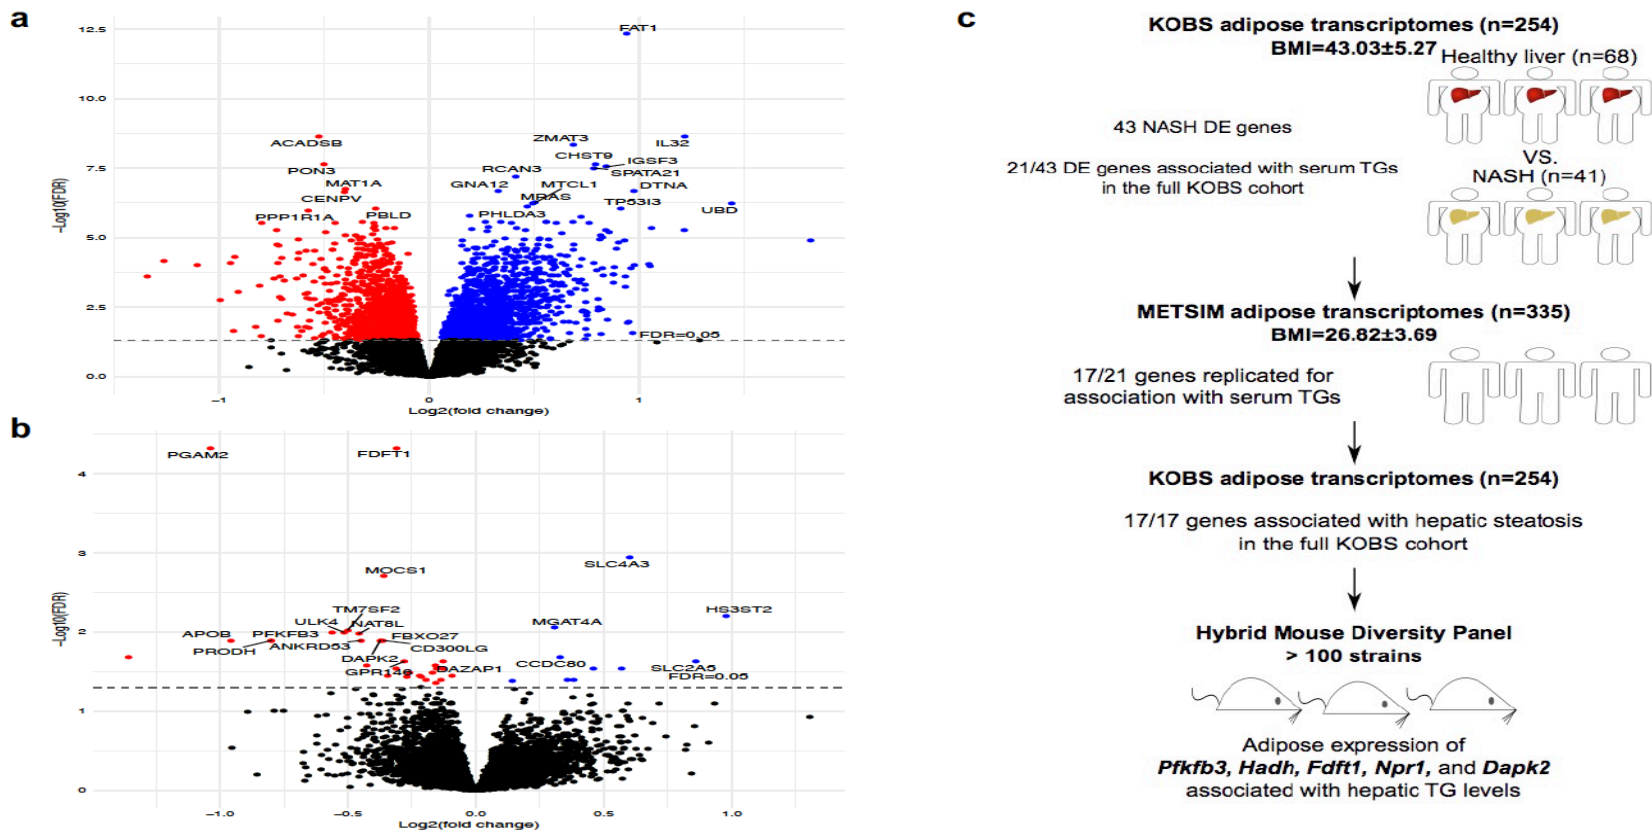 a
12.5
10.0
7.5
5.0
2.5
0.0
-Log10(FDR)
FAT1
ACADSB
ZMAT3
IL32
CHST9
IGSF3
PON3
RCAN3
SPATA21
MAT1A
GNA12
MTCL1
DTNA
CENPV
MRAS
TP53I3
PPP1R1A
PBLD
PHLDA3
UBD
FDR=0.05
−1
0
1
Log2(fold change)
b
4
3
2
1
0
-Log10(FDR)
PGAM2
FDFT1
SLC4A3
MOCS1
HS3ST2
TM7SF2
ULK4
NAT8L
MGAT4A
APOB
PFKFB3
FBXO27
PRODH
ANKRD53
CD300LG
DAPK2
DAZAP1
CCDC80
SLC2A5
GPR146
FDR=0.05
-1.0
-0.5
0.0
0.5
1.0
Log2(fold change)
c
KOBS adipose transcriptomes (n=254)
BMI=43.03±5.27
Healthy liver (n=68)
43 NASH DE genes
21/43 DE genes associated with serum TGs
in the full KOBS cohort
VS.
NASH (n=41)
METSIM adipose transcriptomes (n=335)
BMI=26.82±3.69
17/21 genes replicated for
association with serum TGs
KOBS adipose transcriptomes (n=254)
17/17 genes associated with hepatic steatosis
in the full KOBS cohort
Hybrid Mouse Diversity Panel
> 100 strains
Adipose expression of
Pfkfb3, Hadh, Fdft1, Npr1, and Dapk2
associated with hepatic TG levels